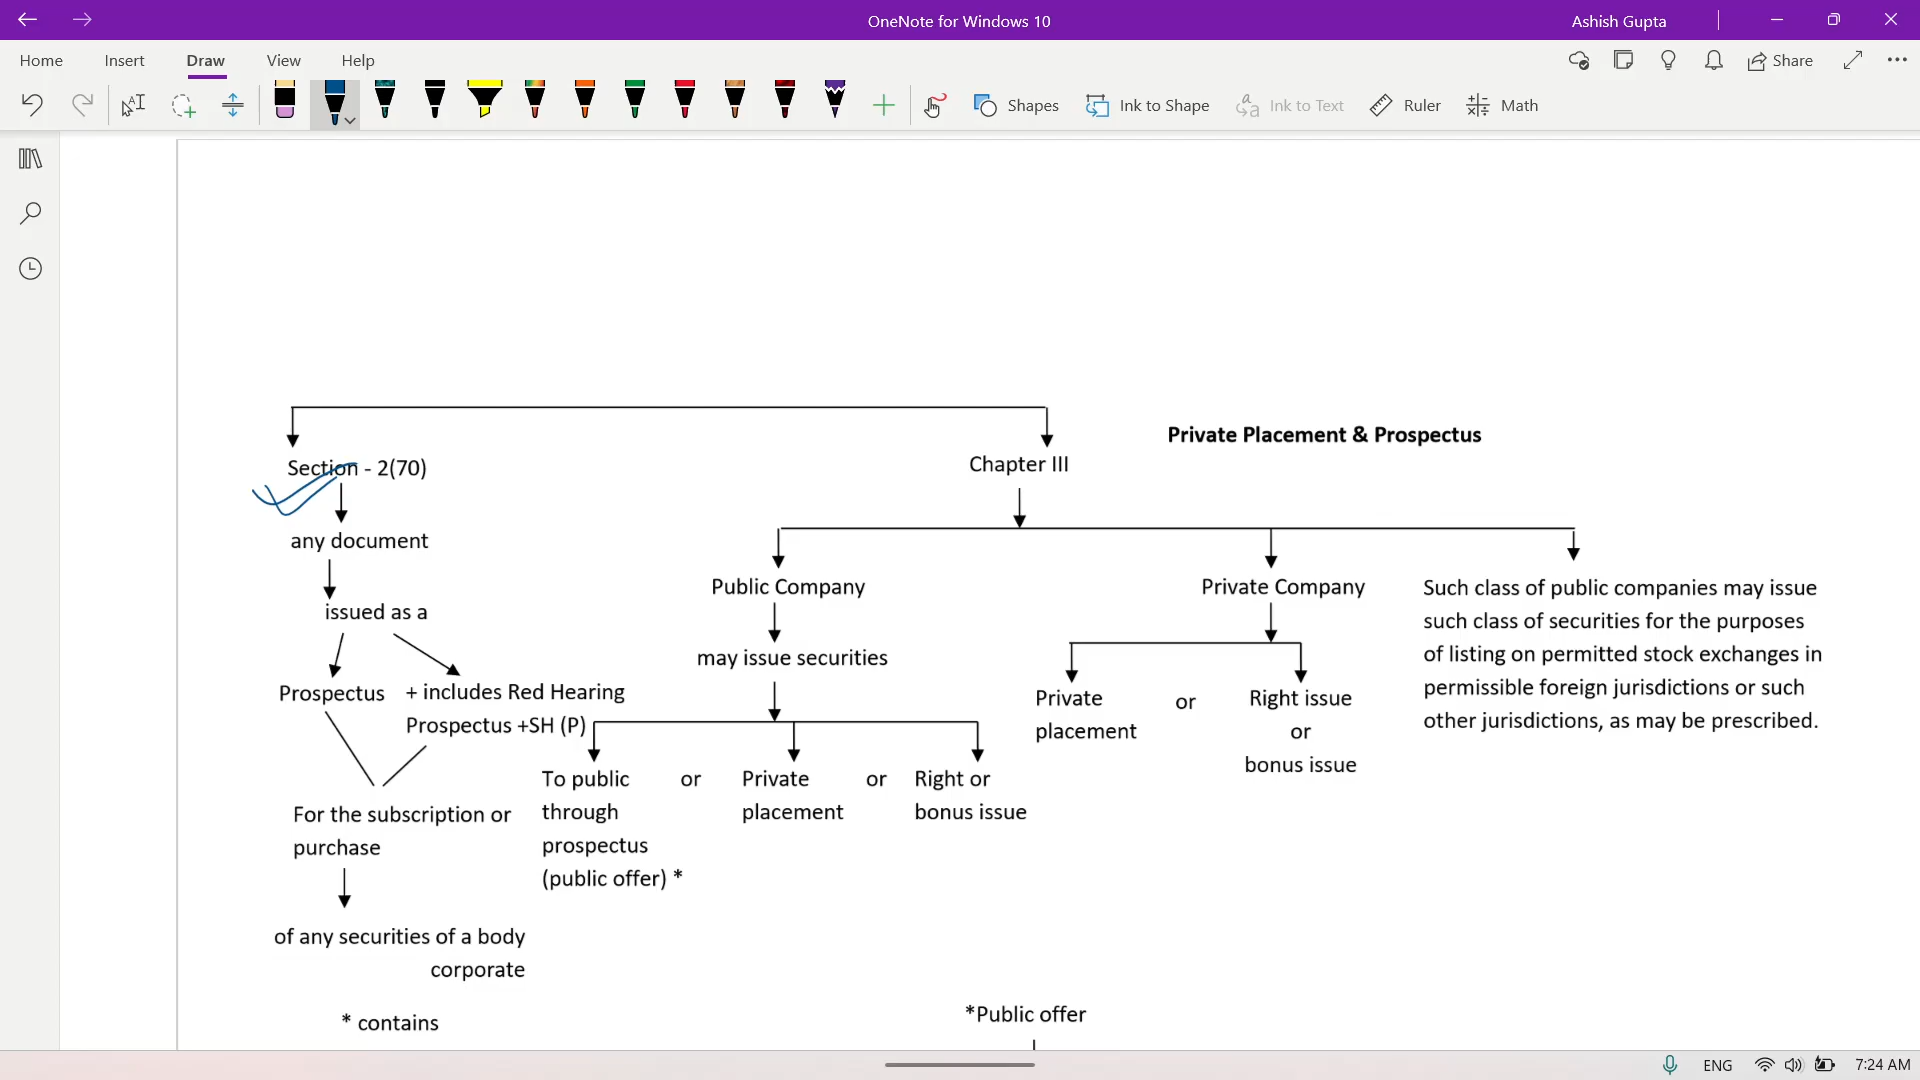 OneNote for Windows 10
Ashish Gupta
Home
Insert
Draw
View
Help
Share
Shapes
Ink to Shape
Ink to Text
Ruler
Math
Private Placement & Prospectus
Section - 2(70)
any document
issued as a
Prospectus
+ includes Red Hearing
Prospectus +SH (P)
For the subscription or
purchase
of any securities of a body
corporate
* contains
Chapter III
Public Company
may issue securities
To public
through
prospectus
(public offer) *
or
Private
placement
or
Right or
bonus issue
Private Company
Private
placement
or
Right issue
or
bonus issue
Such class of public companies may issue
such class of securities for the purposes
of listing on permitted stock exchanges in
permissible foreign jurisdictions or such
other jurisdictions, as may be prescribed.
*Public offer
ENG
7:24 AM